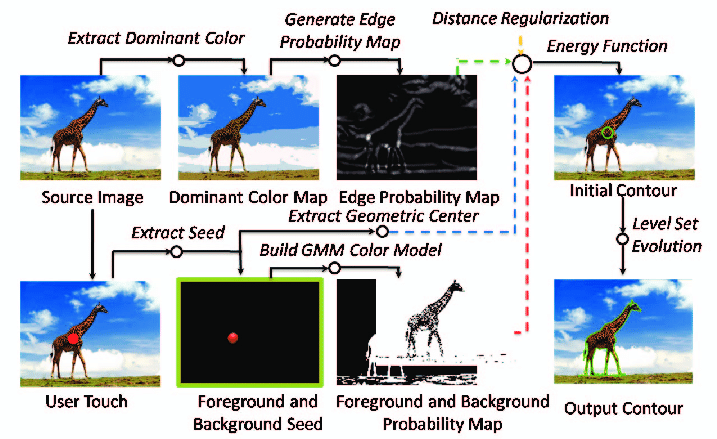 Extract Dominant Color
Generate Edge
Probability Map
Distance Regularization
Energy Function
Source Image
Dominant Color Map
Edge Probability Map
Initial Contour
Extract Seed
Extract Geometric Center
Build GMM Color Model
Level Set
Evolution
User Touch
Foreground and
Background Seed
Foreground and Background
Probability Map
Output Contour